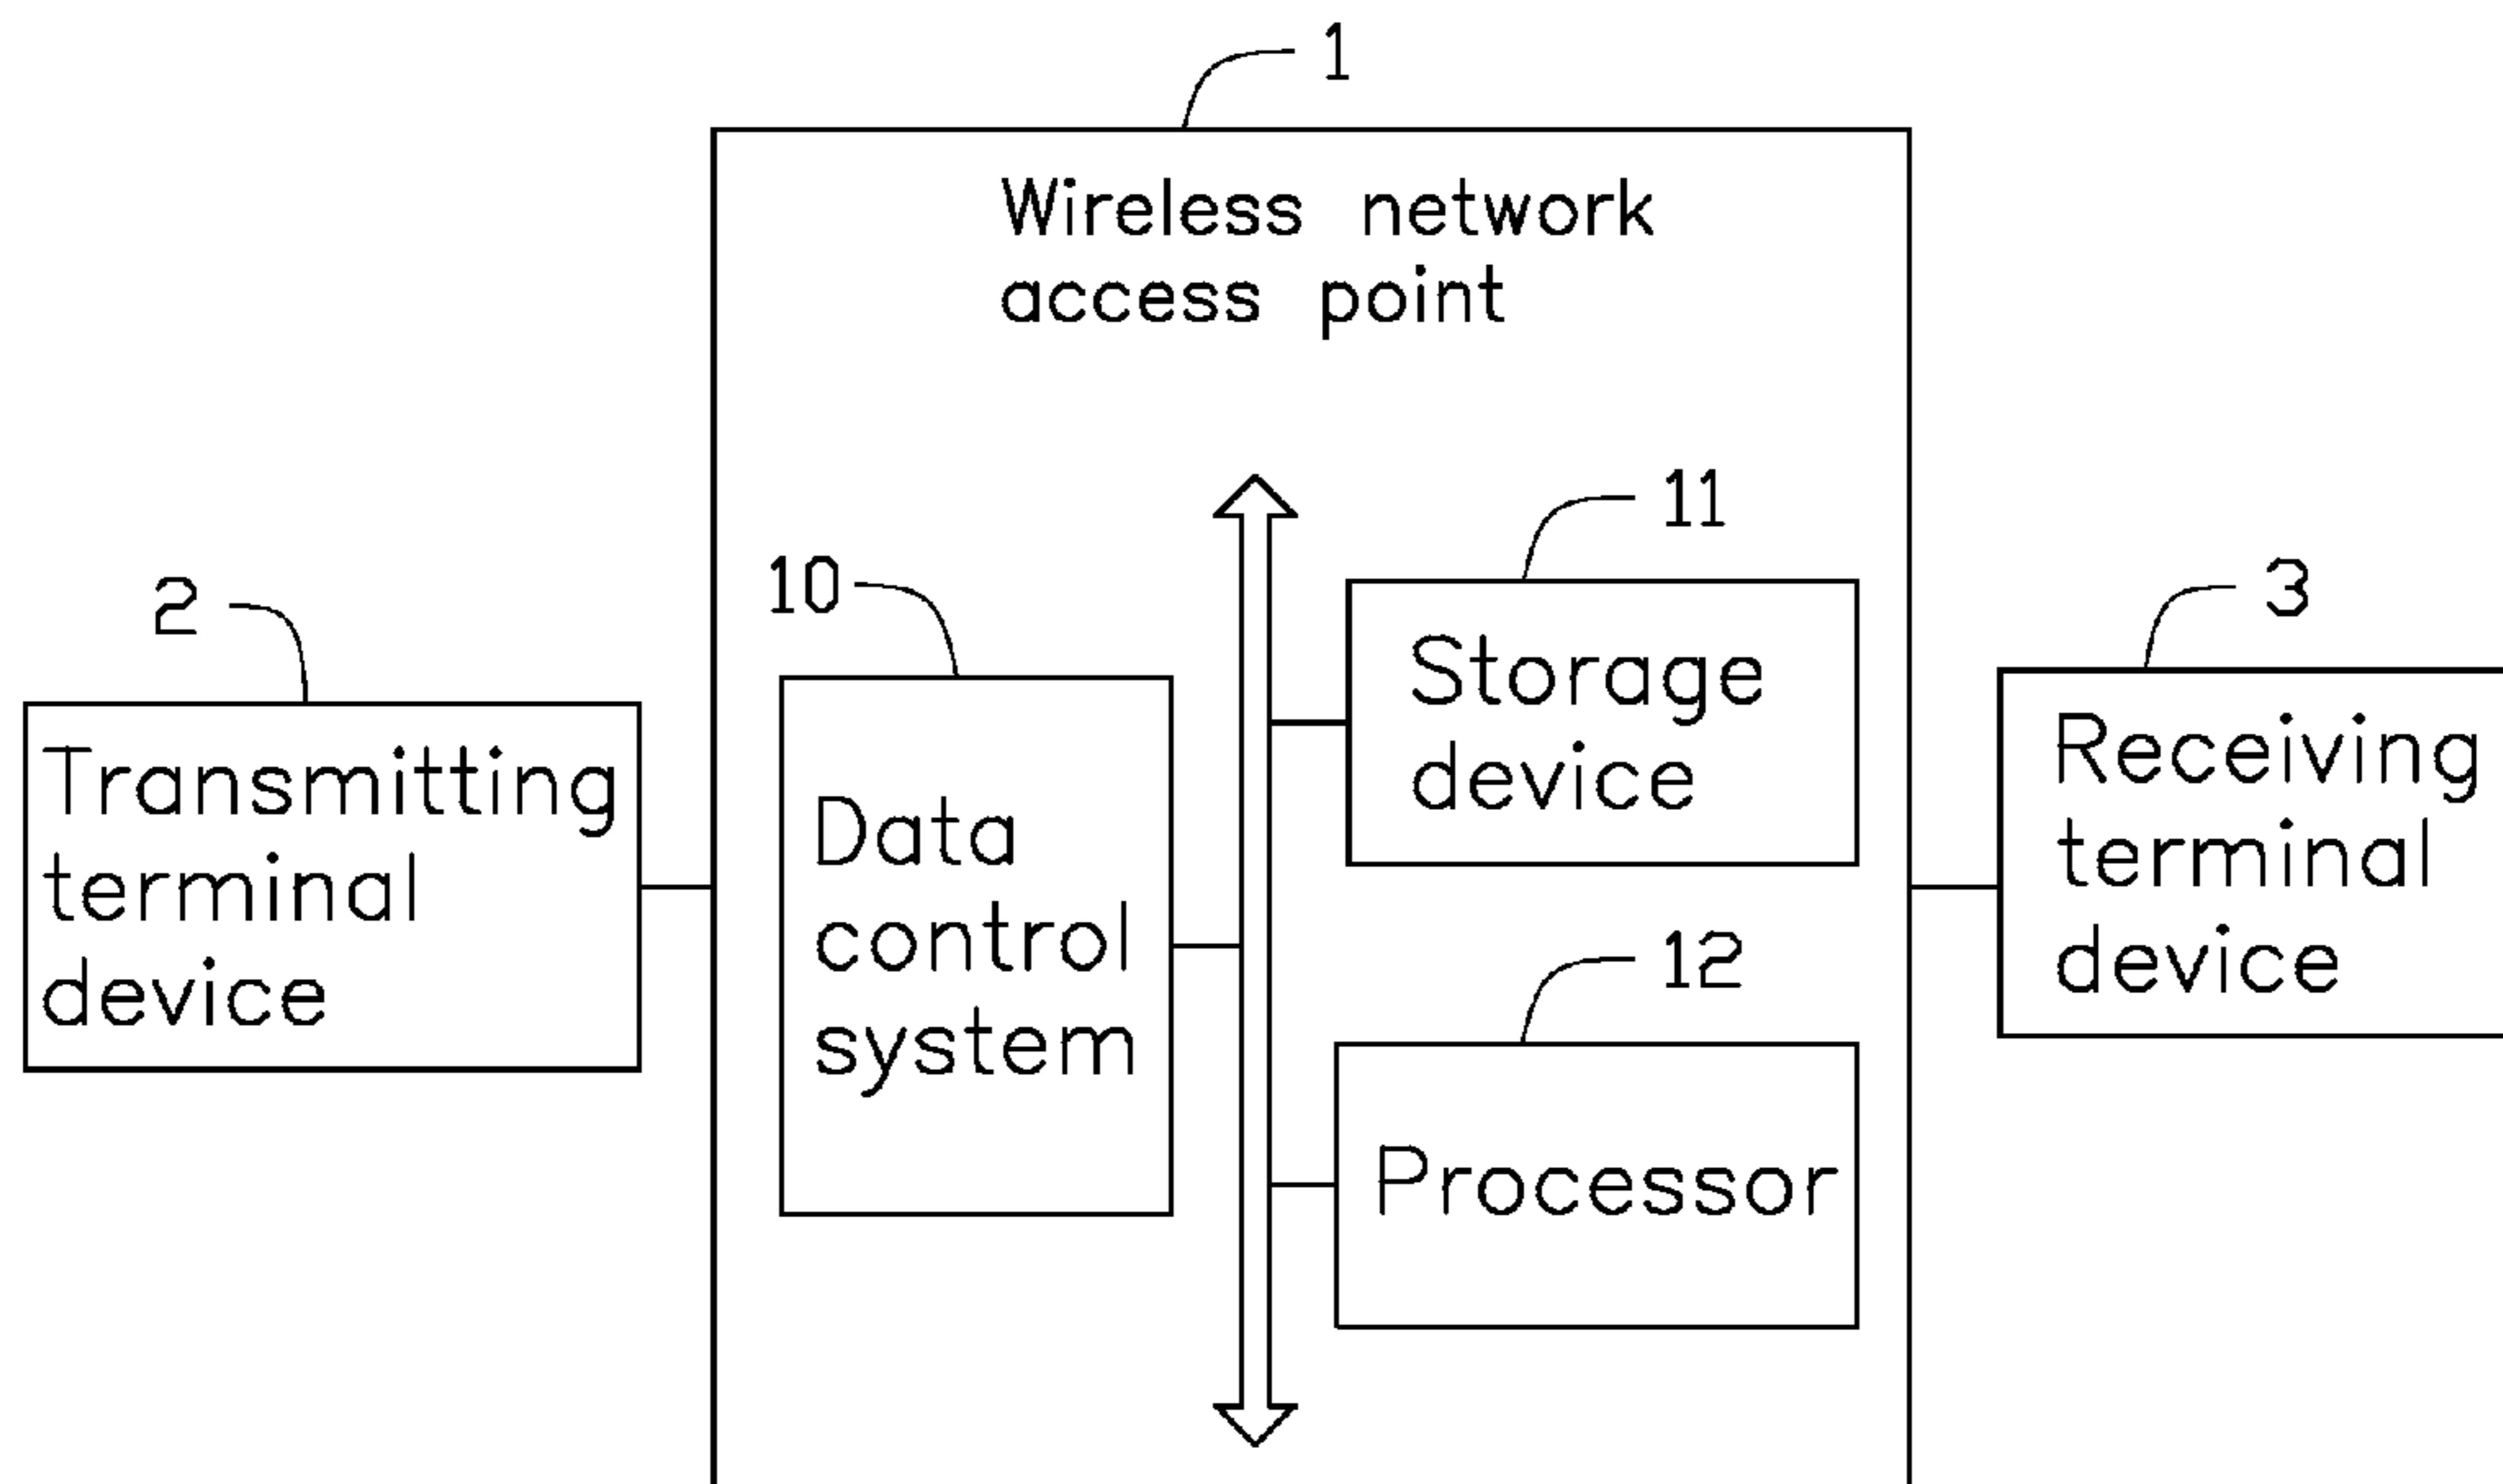 1
Wireless network
access point
2
Transmitting
terminal
device
10
Data
control
system
11
Storage
device
12
Processor
3
Receiving
terminal
device